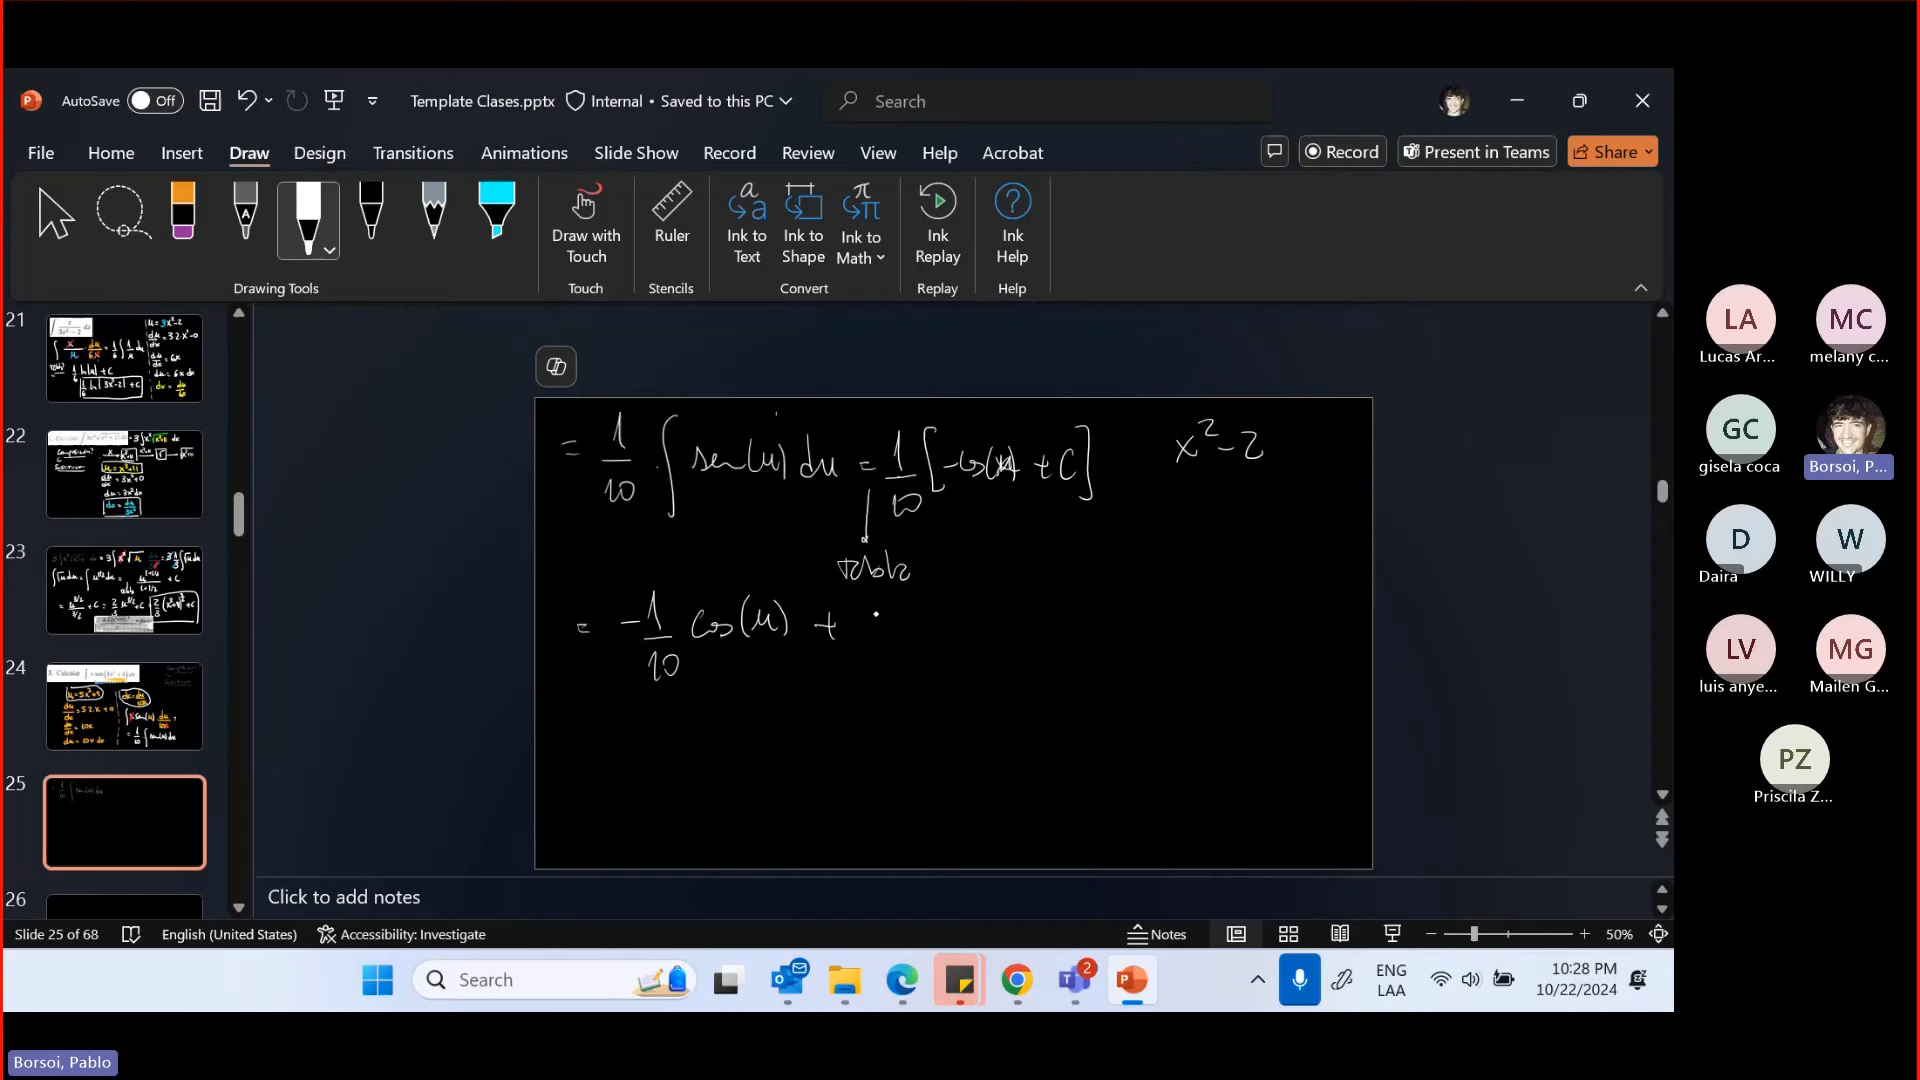 AutoSave Off Template Clases.pptx Internal • Saved to this PC Search
File Home Insert Draw Design Transitions Animations Slide Show Record Review View Help Acrobat Record Present in Teams Share
Draw with Touch Ruler Ink to Text Ink to Shape Ink to Math Ink Replay Ink Help
Drawing Tools Touch Stencils Convert Replay Help
21
22
23
24
25
26
= 1/10 · ∫ sen(u) du = 1/10 [-cos(u) + C] x² - 2
tabla
= -1/10 cos(u) +
Click to add notes
Slide 25 of 68 English (United States) Accessibility: Investigate Notes 50%
Search 2 ENG LAA 10:28 PM 10/22/2024
LA MC
Lucas Ar... melany c...
GC
gisela coca Borsoi, P...
D W
Daira WILLY
LV MG
luis anye... Mailen G...
PZ
Priscila Z...
Borsoi, Pablo